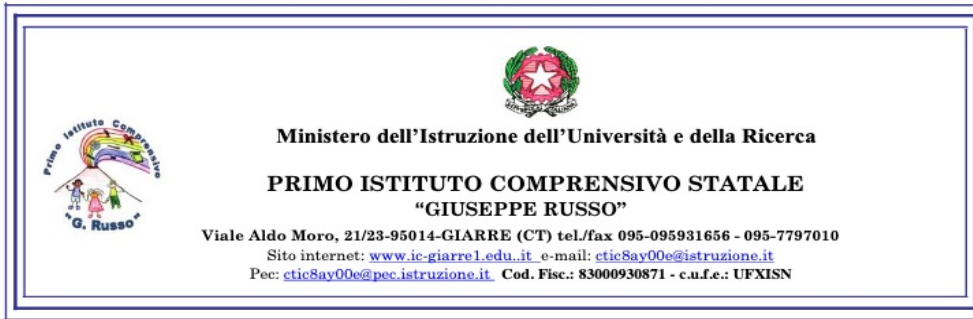 Primo Istituto Comprensivo
"G. Russo"
REPVBBLICA ITALIANA
Ministero dell'Istruzione dell'Università e della Ricerca
PRIMO ISTITUTO COMPRENSIVO STATALE
"GIUSEPPE RUSSO"
Viale Aldo Moro, 21/23-95014-GIARRE (CT) tel./fax 095-095931656 - 095-7797010
Sito internet: www.ic-giarre1.edu..it e-mail: ctic8ay00e@istruzione.it
Pec: ctic8ay00e@pec.istruzione.it Cod. Fisc.: 83000930871 - c.u.f.e.: UFXISN